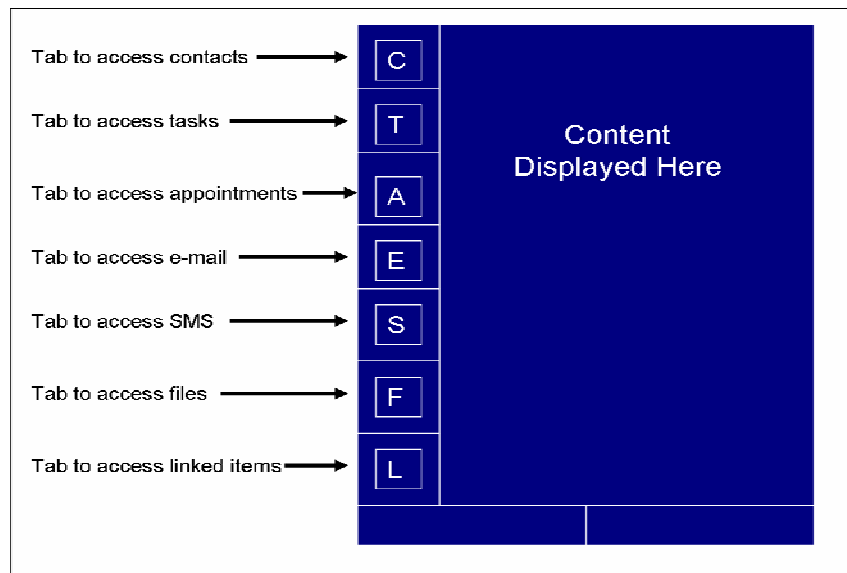 Tab to access contacts
C
Tab to access tasks
T
Content
Displayed Here
Tab to access appointments
A
Tab to access e-mail
E
Tab to access SMS
S
Tab to access files
F
Tab to access linked items
L